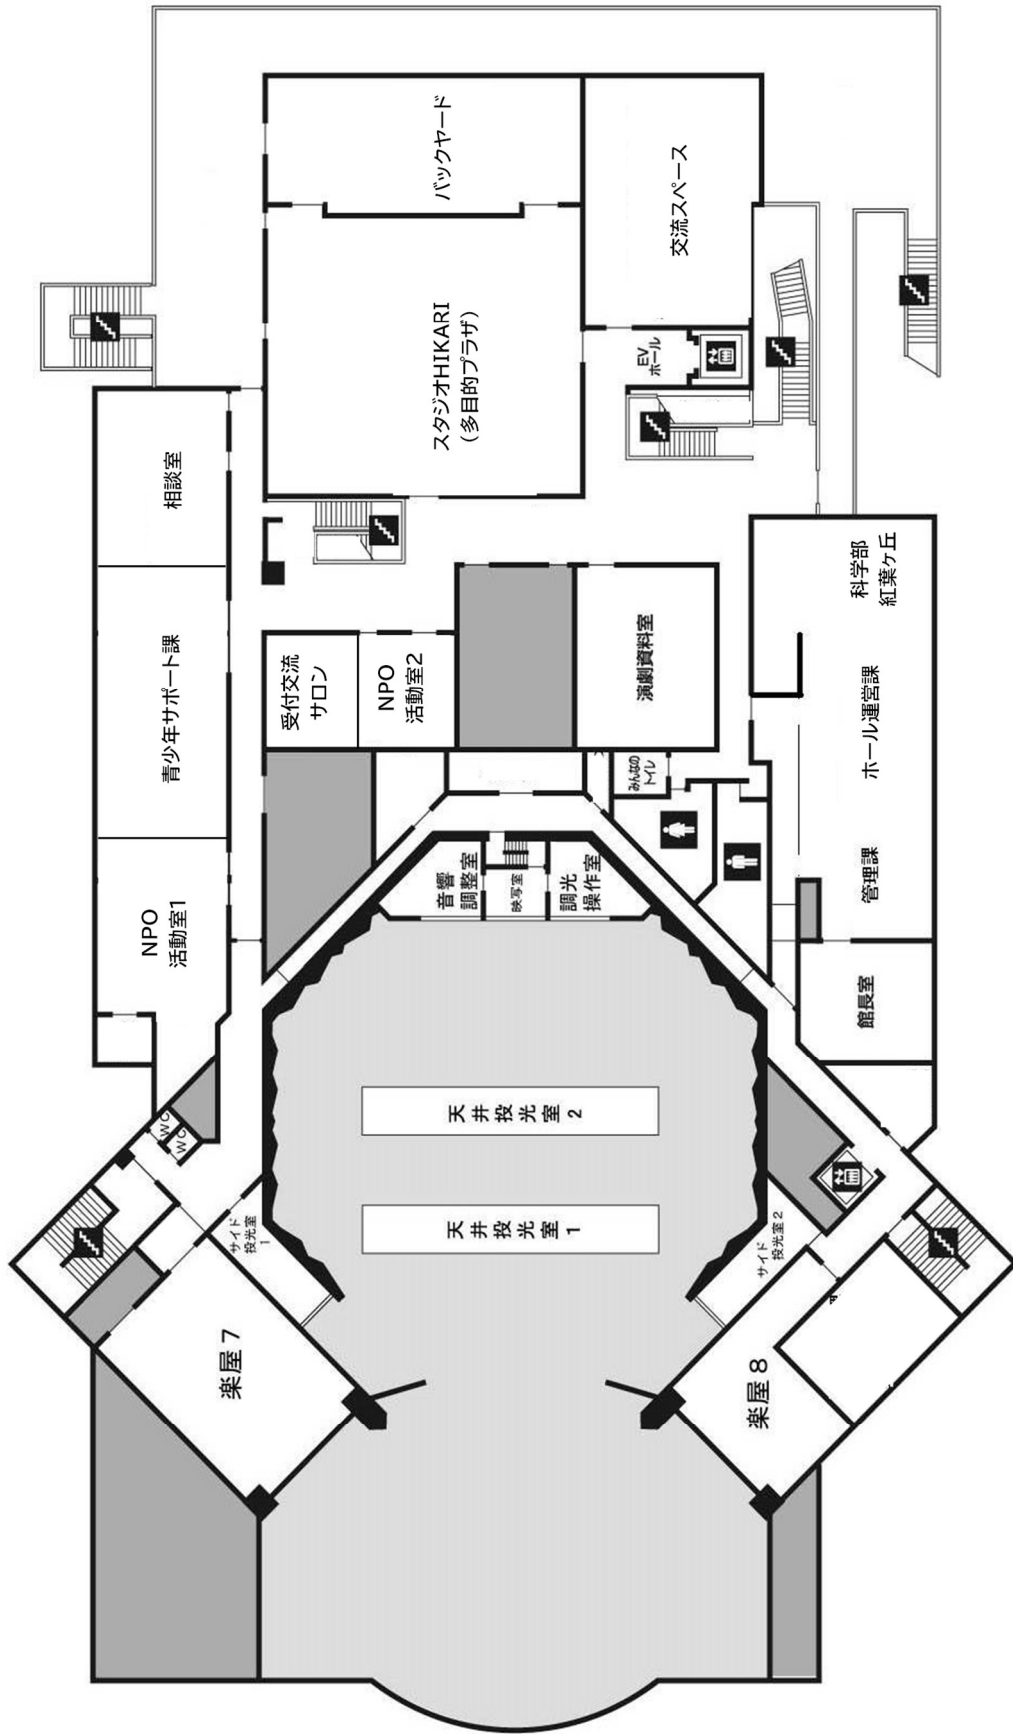 バックヤード
交流スペース
スタジオHIKARI
（多目的プラザ）
EV
ホール
相談室
青少年サポート課
NPO
活動室1
受付交流
サロン
NPO
活動室2
演劇資料室
科学部
紅葉ヶ丘
ホール運営課
管理課
館長室
みんなの
トイレ
音響
調整室
映写室
調光
操作室
天井投光室 2
天井投光室 1
WC
WC
サイド
投光室
1
サイド
投光室2
楽屋 7
楽屋 8